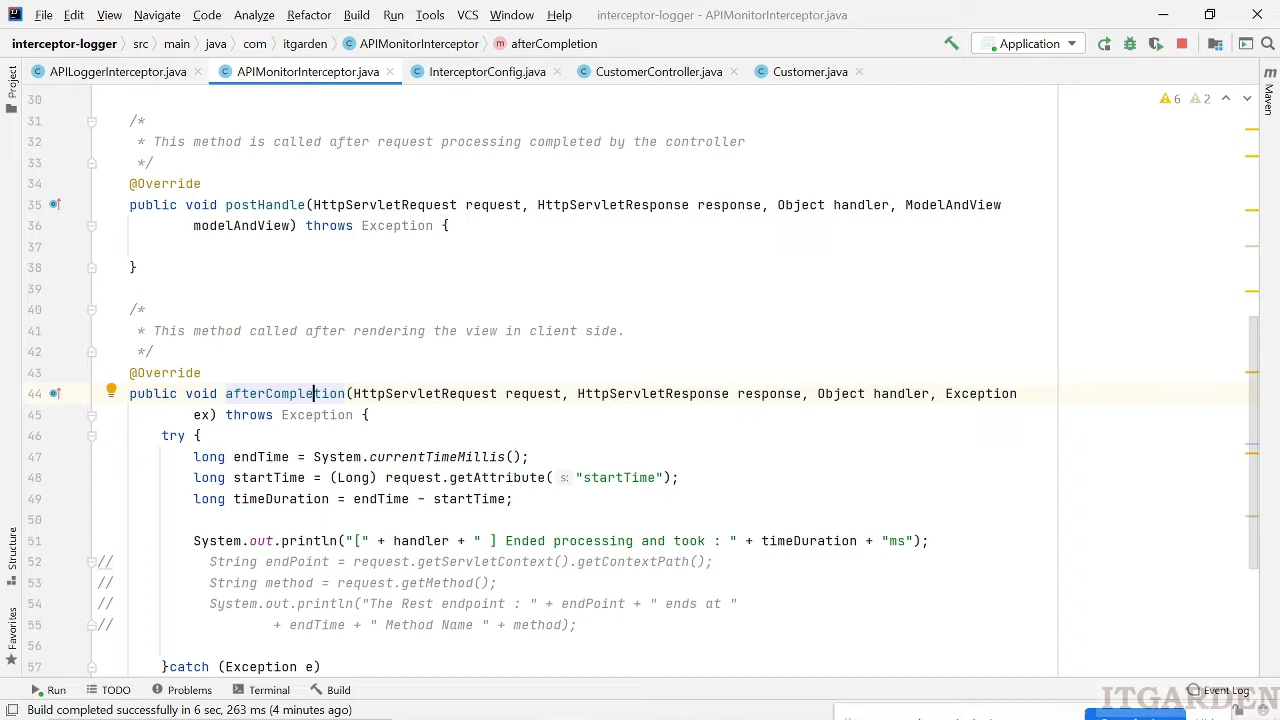 File Edit View Navigate Code Analyze Refactor Build Run Tools VCS Window Help interceptor-logger - APIMonitorInterceptor.java
interceptor-logger src main java com itgarden APIMonitorInterceptor afterCompletion Application
APILoggerInterceptor.java APIMonitorInterceptor.java InterceptorConfig.java CustomerController.java Customer.java
Project
Maven
6 2
30
31 /*
32 * This method is called after request processing completed by the controller
33 */
34 @Override
35 public void postHandle(HttpServletRequest request, HttpServletResponse response, Object handler, ModelAndView
36 modelAndView) throws Exception {
37
38 }
39
40 /*
41 * This method called after rendering the view in client side.
42 */
43 @Override
44 public void afterCompletion(HttpServletRequest request, HttpServletResponse response, Object handler, Exception
45 ex) throws Exception {
46 try {
47 long endTime = System.currentTimeMillis();
48 long startTime = (Long) request.getAttribute( s: "startTime");
49 long timeDuration = endTime - startTime;
50
51 System.out.println("[" + handler + " ] Ended processing and took : " + timeDuration + "ms");
52 // String endPoint = request.getServletContext().getContextPath();
53 // String method = request.getMethod();
54 // System.out.println("The Rest endpoint : " + endPoint + " ends at "
55 // + endTime + " Method Name " + method);
56
57 }catch (Exception e)
Structure
Favorites
Run TODO Problems Terminal Build Event Log
Build completed successfully in 6 sec, 263 ms (4 minutes ago)
ITGARDEN